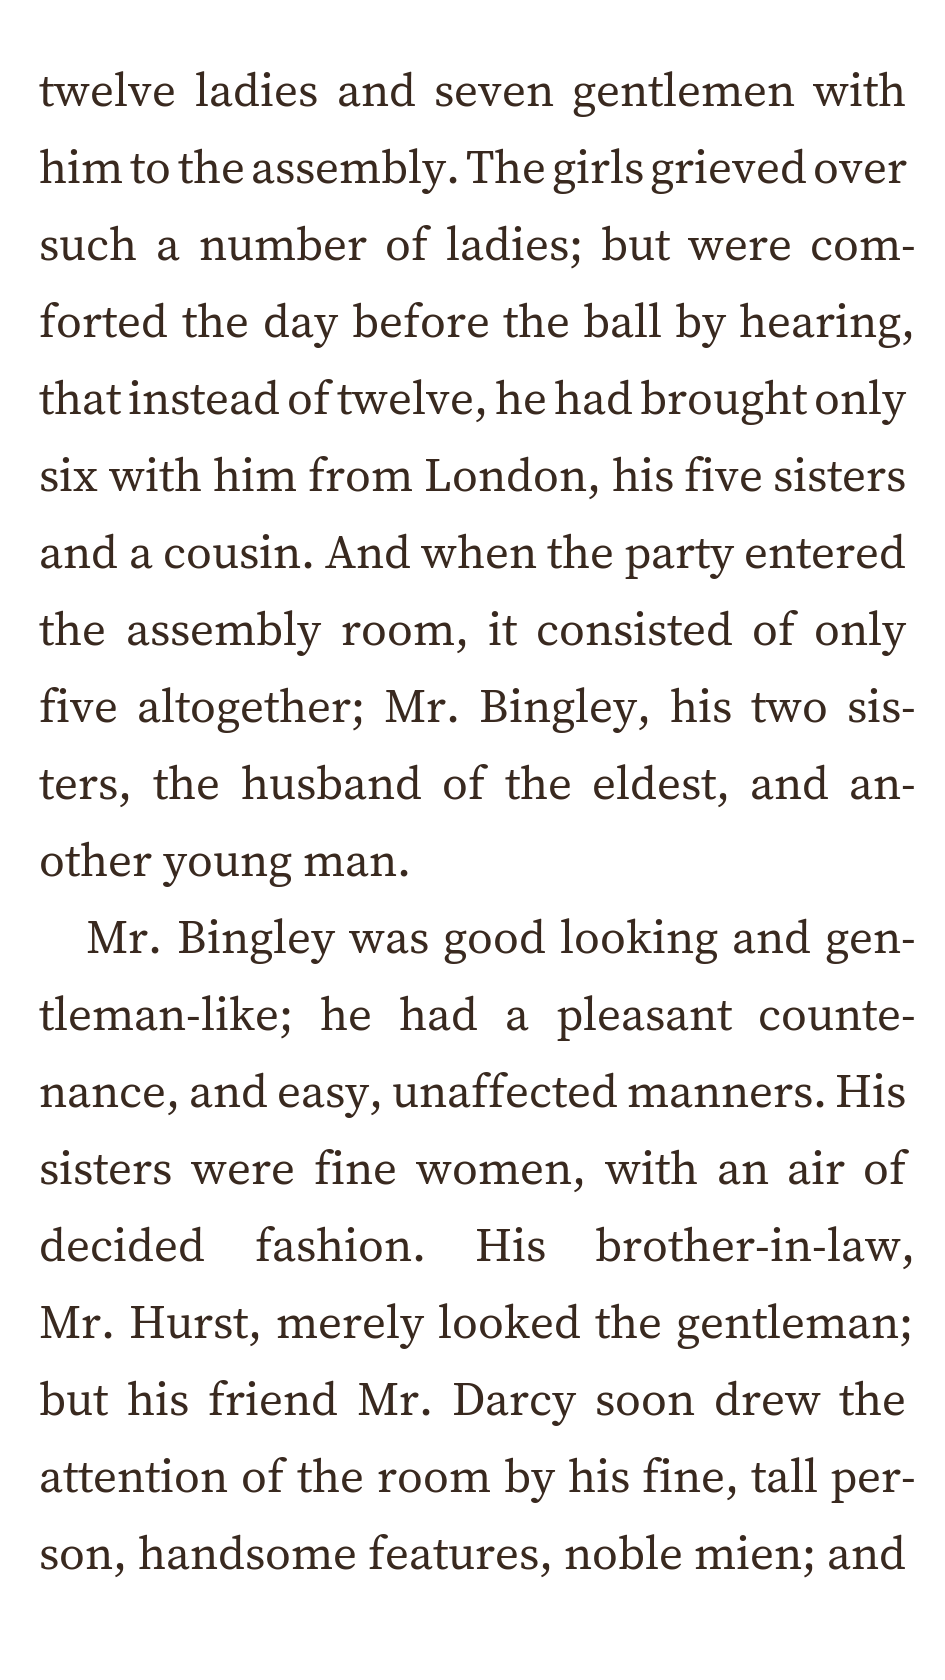 twelve ladies and seven gentlemen with
him to the assembly. The girls grieved over
such a number of ladies; but were com-
forted the day before the ball by hearing,
that instead of twelve, he had brought only
six with him from London, his five sisters
and a cousin. And when the party entered
the assembly room, it consisted of only
five altogether; Mr. Bingley, his two sis-
ters, the husband of the eldest, and an-
other young man.
Mr. Bingley was good looking and gen-
tleman-like; he had a pleasant counte-
nance, and easy, unaffected manners. His
sisters were fine women, with an air of
decided fashion. His brother-in-law,
Mr. Hurst, merely looked the gentleman;
but his friend Mr. Darcy soon drew the
attention of the room by his fine, tall per-
son, handsome features, noble mien; and